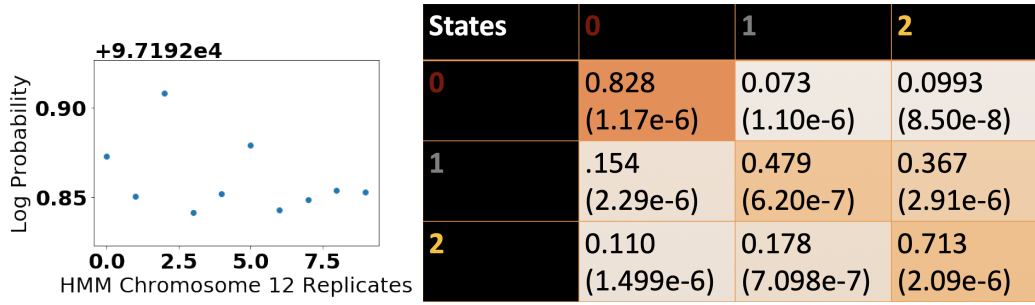 +9.7192e4
Log Probability
0.90
0.85
0.0 2.5 5.0 7.5
HMM Chromosome 12 Replicates
States 0 1 2
0 0.828 0.073 0.0993
(1.17e-6) (1.10e-6) (8.50e-8)
1 .154 0.479 0.367
(2.29e-6) (6.20e-7) (2.91e-6)
2 0.110 0.178 0.713
(1.499e-6) (7.098e-7) (2.09e-6)